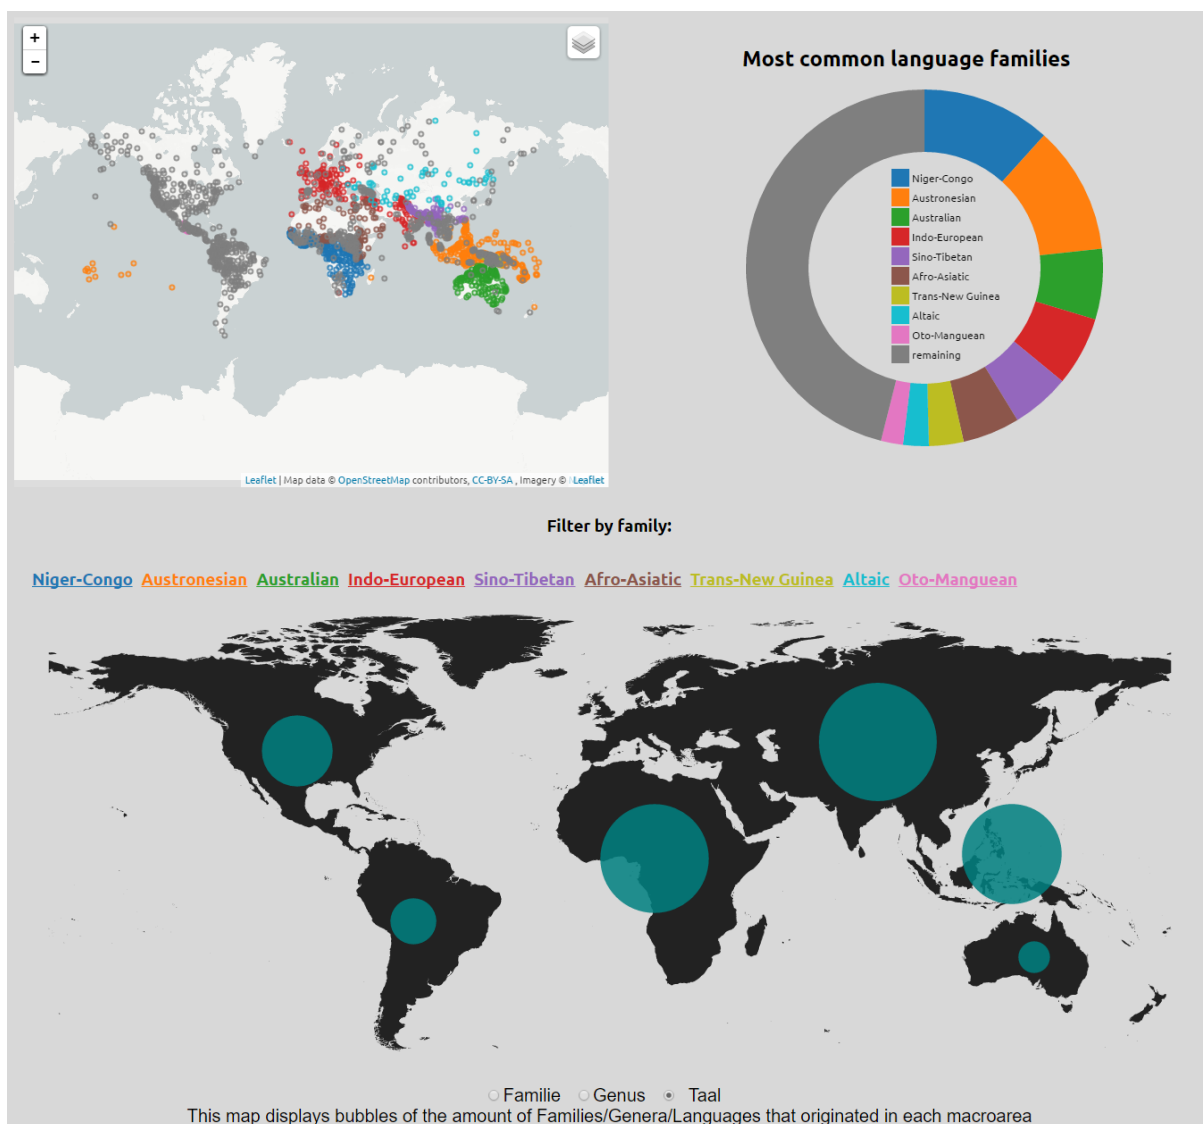 +
−
Most common language families
Niger-Congo
Austronesian
Australian
Indo-European
Sino-Tibetan
Afro-Asiatic
Trans-New Guinea
Altaic
Oto-Manguean
remaining
Leaflet | Map data © OpenStreetMap contributors, CC-BY-SA , Imagery © Leaflet
Filter by family:
Niger-Congo Austronesian Australian Indo-European Sino-Tibetan Afro-Asiatic Trans-New Guinea Altaic Oto-Manguean
Familie Genus Taal
This map displays bubbles of the amount of Families/Genera/Languages that originated in each macroarea